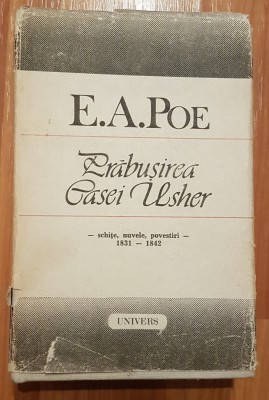 E.A.POE
Prăbușirea
Casei Usher
— schițe, nuvele, povestiri —
1831 — 1842
UNIVERS